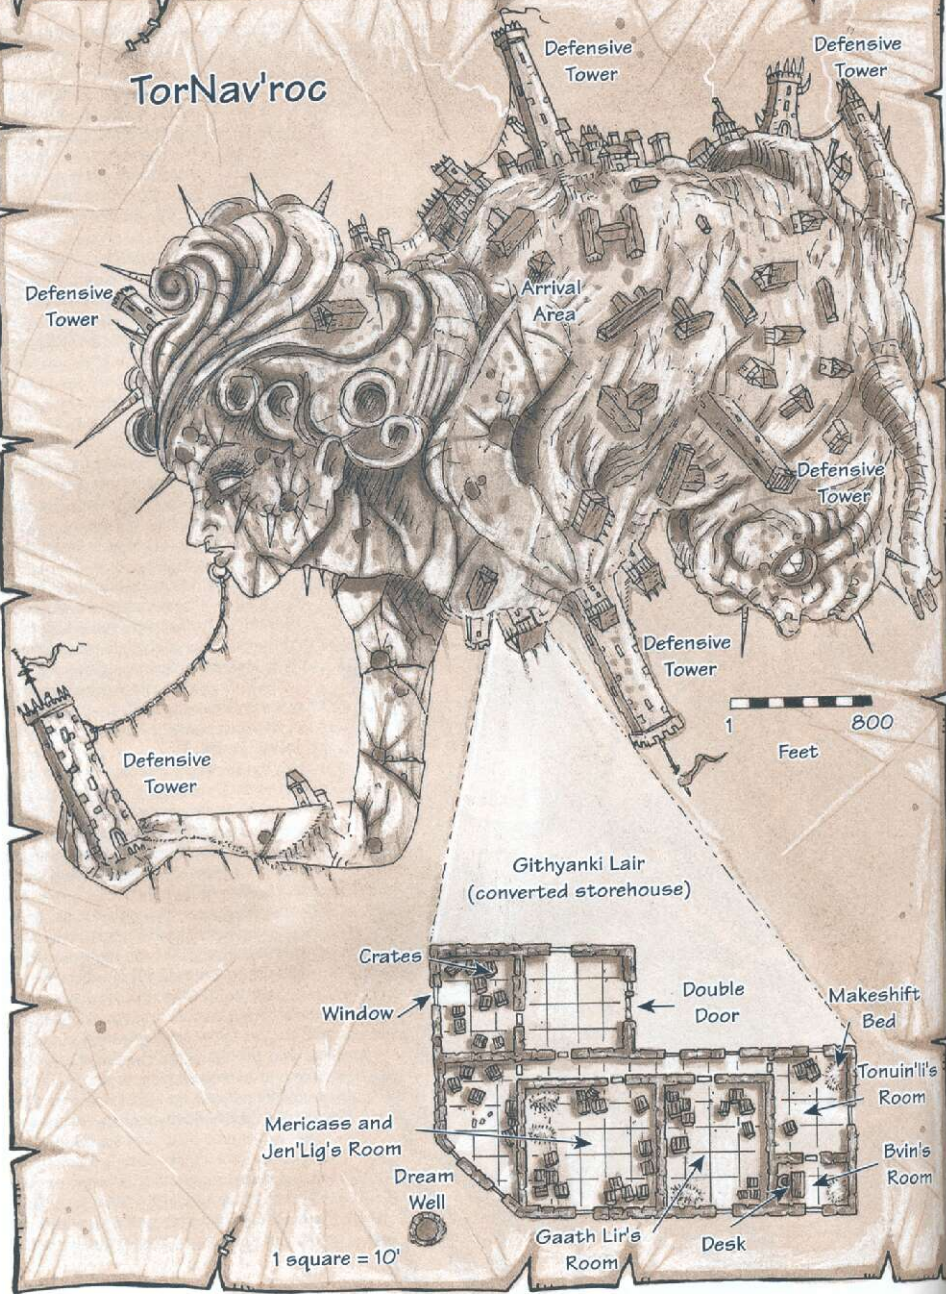 TorNav'roc
Defensive
Tower
Defensive
Tower
Defensive
Tower
Arrival
Area
Defensive
Tower
Defensive
Tower
1
800
Feet
Defensive
Tower
Githyanki Lair
(converted storehouse)
Crates
Window
Double
Door
Makeshift
Bed
Tonuin'li's
Room
Mericass and
Jen'Lig's Room
Bvin's
Room
Dream
Well
Gaath Lir's
Room
Desk
1 square = 10'